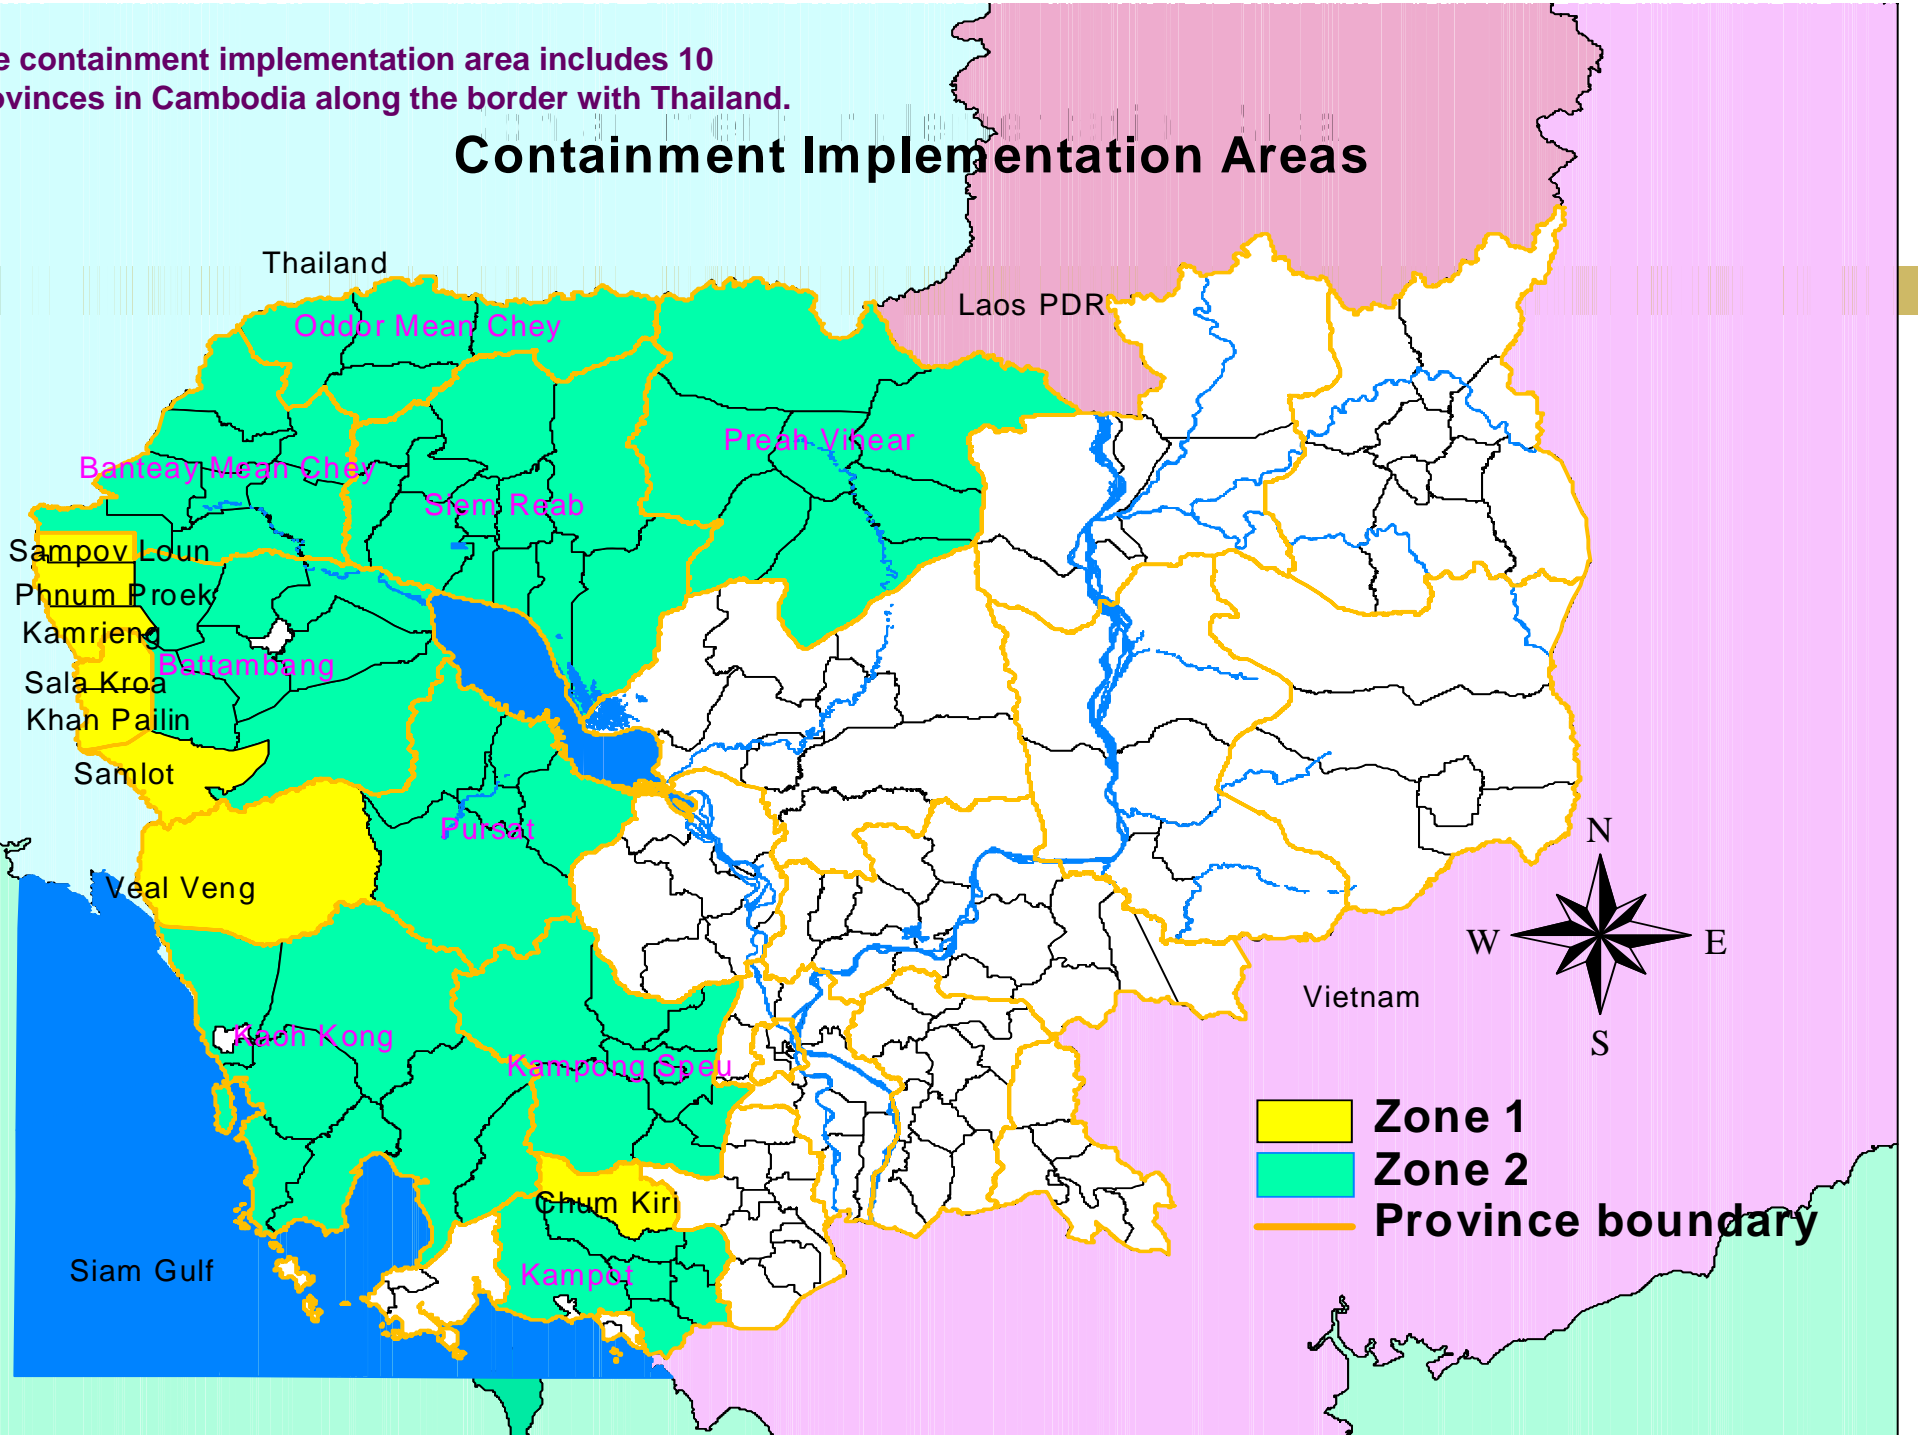 e containment implementation area includes 10
ovinces in Cambodia along the border with Thailand.
Containment Implementation Areas
Thailand
Laos PDR
Oddor Mean Chey
Preah Vihear
Banteay Mean Chey
Siem Reab
Sampov Loun
Phnum Proek
Kamrieng
Battambang
Sala Kroa
Khan Pailin
Samlot
Pursat
Veal Veng
N
W
E
S
Vietnam
Kaoh Kong
Kampong Speu
Zone 1
Zone 2
Province boundary
Chum Kiri
Siam Gulf
Kampot